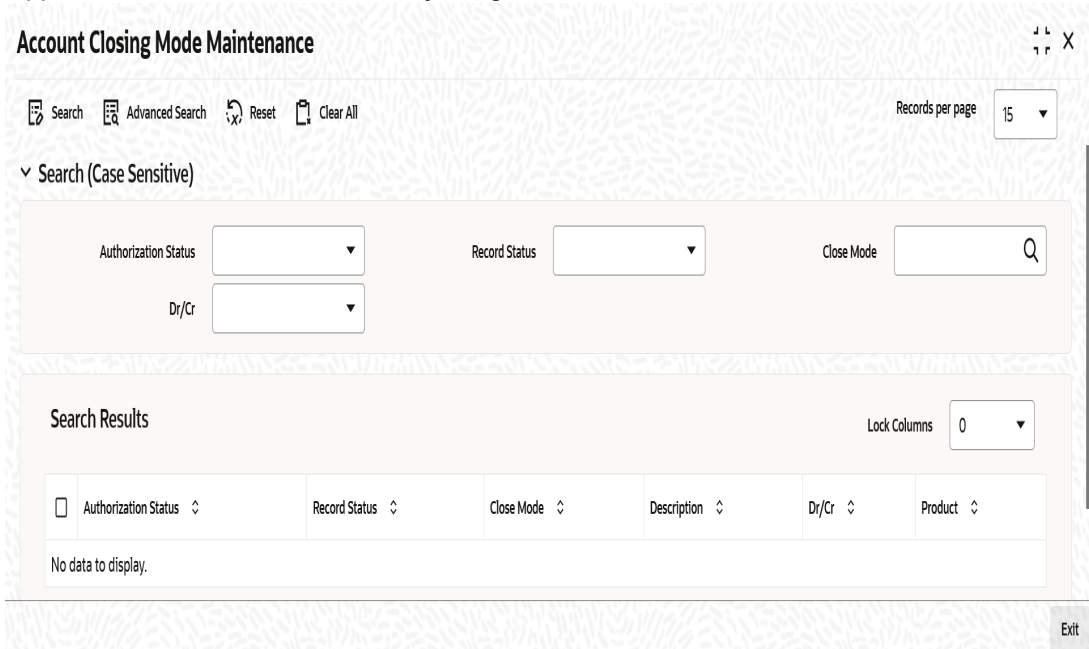 Account Closing Mode Maintenance
Search Advanced Search Reset Clear All Records per page 15
Search (Case Sensitive)
Authorization Status Record Status Close Mode
Dr/Cr
Search Results Lock Columns 0
Authorization Status Record Status Close Mode Description Dr/Cr Product
No data to display.
Exit